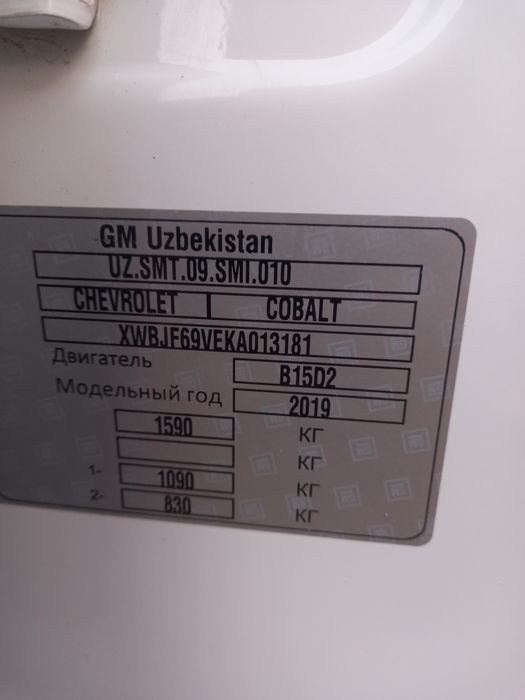 GM Uzbekistan
UZ.SMT.09.SMI.010
CHEVROLET COBALT
XWBJF69VEKA013181
Двигатель B15D2
Модельный год 2019
1590 КГ
КГ
1- 1090 КГ
2- 830 КГ